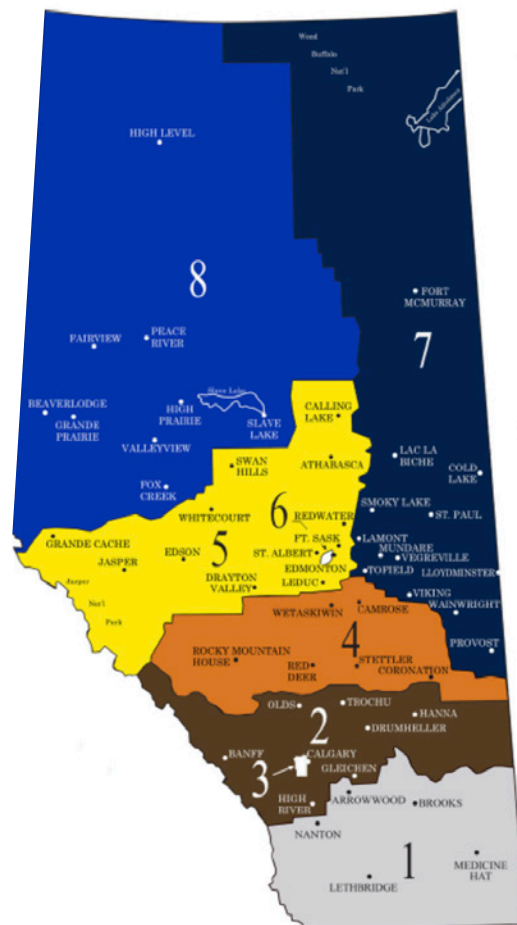 Wood
Buffalo
Nat'l
Park
Lake Athabasca
HIGH LEVEL
8
FORT
MCMURRAY
7
PEACE
RIVER
FAIRVIEW
Slave Lake
BEAVERLODGE
GRANDE
PRAIRIE
HIGH
PRAIRIE
SLAVE
LAKE
CALLING
LAKE
VALLEYVIEW
SWAN
HILLS
ATHABASCA
LAC LA
BICHE
COLD
LAKE
FOX
CREEK
WHITECOURT
6
REDWATER
SMOKY LAKE
ST. PAUL
GRANDE CACHE
JASPER
EDSON
5
FT. SASK
ST. ALBERT
EDMONTON
LAMONT
MUNDARE
VEGREVILLE
TOFIELD
LLOYDMINSTER
Jasper
Nat'l
Park
DRAYTON
VALLEY
LEDUC
VIKING
WETASKIWIN
CAMROSE
WAINWRIGHT
4
PROVOST
ROCKY MOUNTAIN
HOUSE
RED
DEER
STETTLER
CORONATION
OLDS
TROCHU
HANNA
2
DRUMHELLER
BANFF
3
CALGARY
GLEICHEN
HIGH
RIVER
ARROWWOOD
BROOKS
NANTON
1
MEDICINE
HAT
LETHBRIDGE